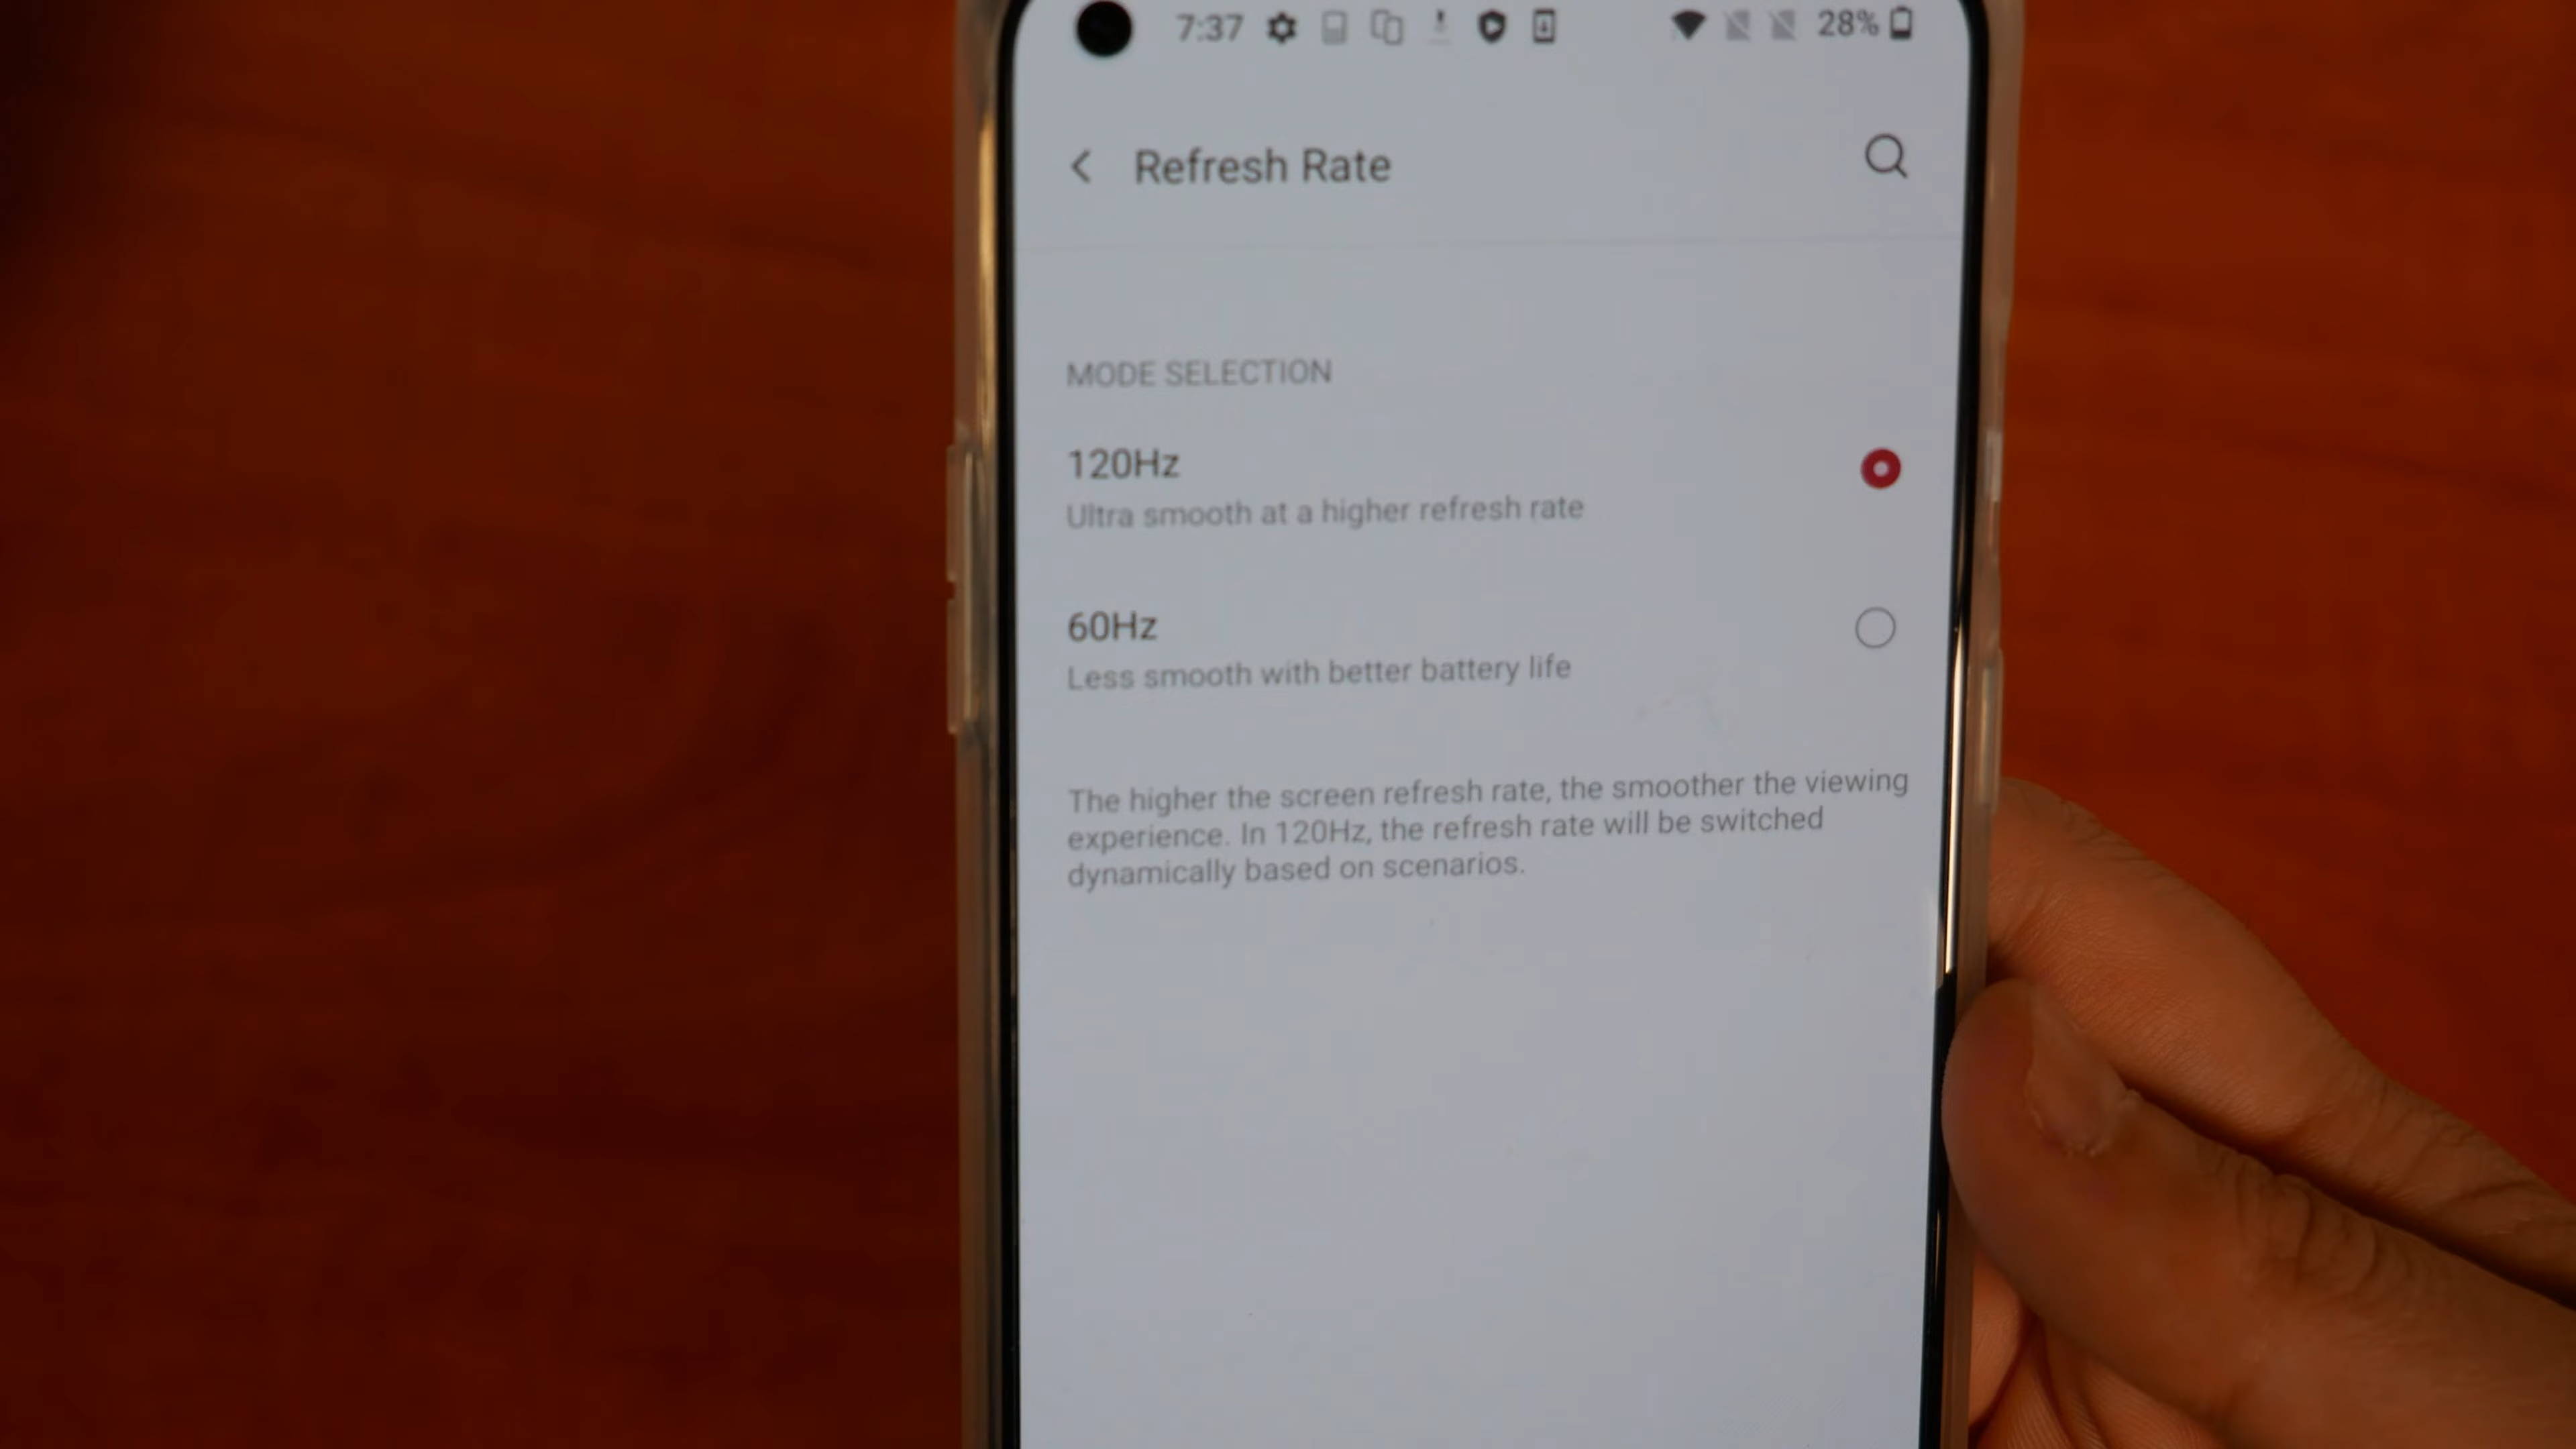 7:37 28%
Refresh Rate
MODE SELECTION
120Hz
Ultra smooth at a higher refresh rate
60Hz
Less smooth with better battery life
The higher the screen refresh rate, the smoother the viewing
experience. In 120Hz, the refresh rate will be switched
dynamically based on scenarios.